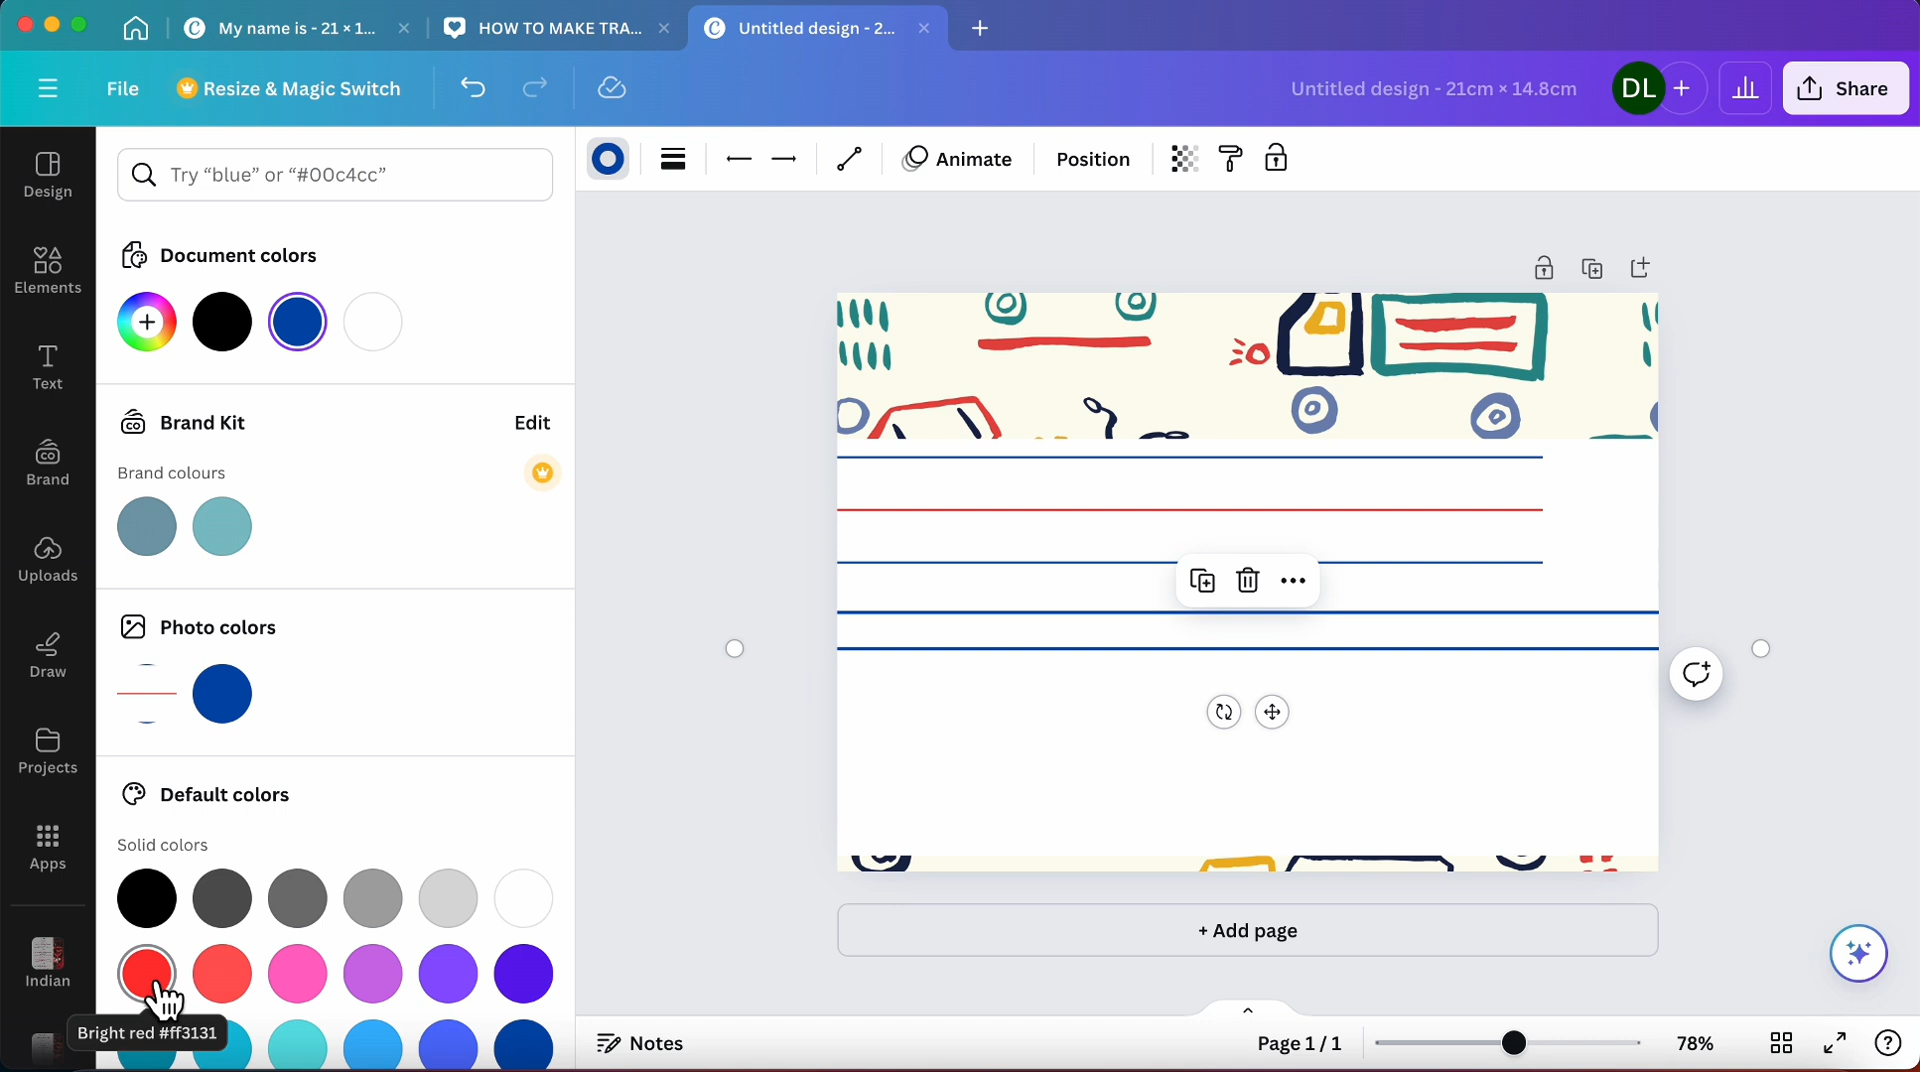 My name is - 21 × 1...
HOW TO MAKE TRA...
Untitled design - 2...
File
Resize & Magic Switch
Untitled design - 21cm × 14.8cm
DL
Share
Design
Elements
Text
Brand
Uploads
Draw
Projects
Apps
Indian
Try “blue” or “#00c4cc”
Document colors
Brand Kit
Edit
Brand colours
Photo colors
Default colors
Solid colors
Bright red #ff3131
Animate
Position
+ Add page
Notes
Page 1 / 1
78%